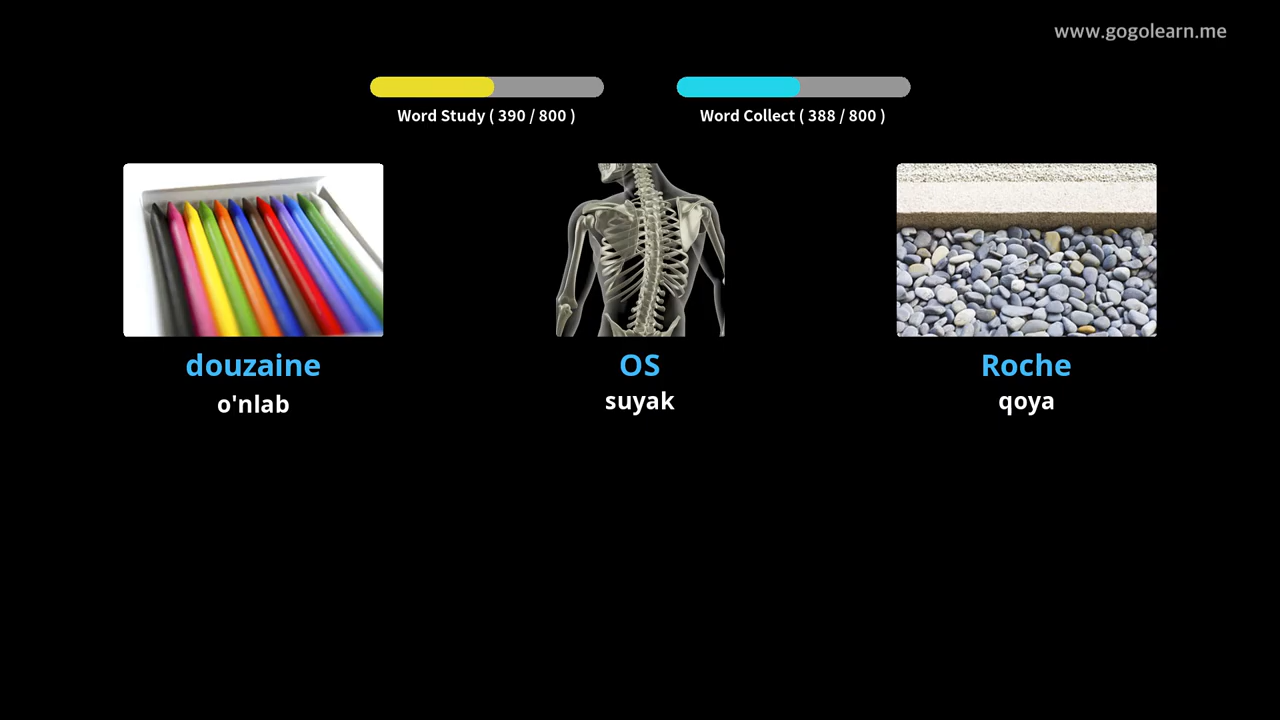 www.gogolearn.me
Word Study ( 390 / 800 )
Word Collect ( 388 / 800 )
douzaine
o'nlab
OS
suyak
Roche
qoya